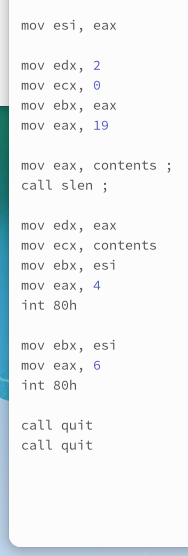 mov esi, eax
mov edx, 2
mov ecx, 0
mov ebx, eax
mov eax, 19
mov eax, contents ;
call slen ;
mov edx, eax
mov ecx, contents
mov ebx, esi
mov eax, 4
int 80h
mov ebx, esi
mov eax, 6
int 80h
call quit
call quit